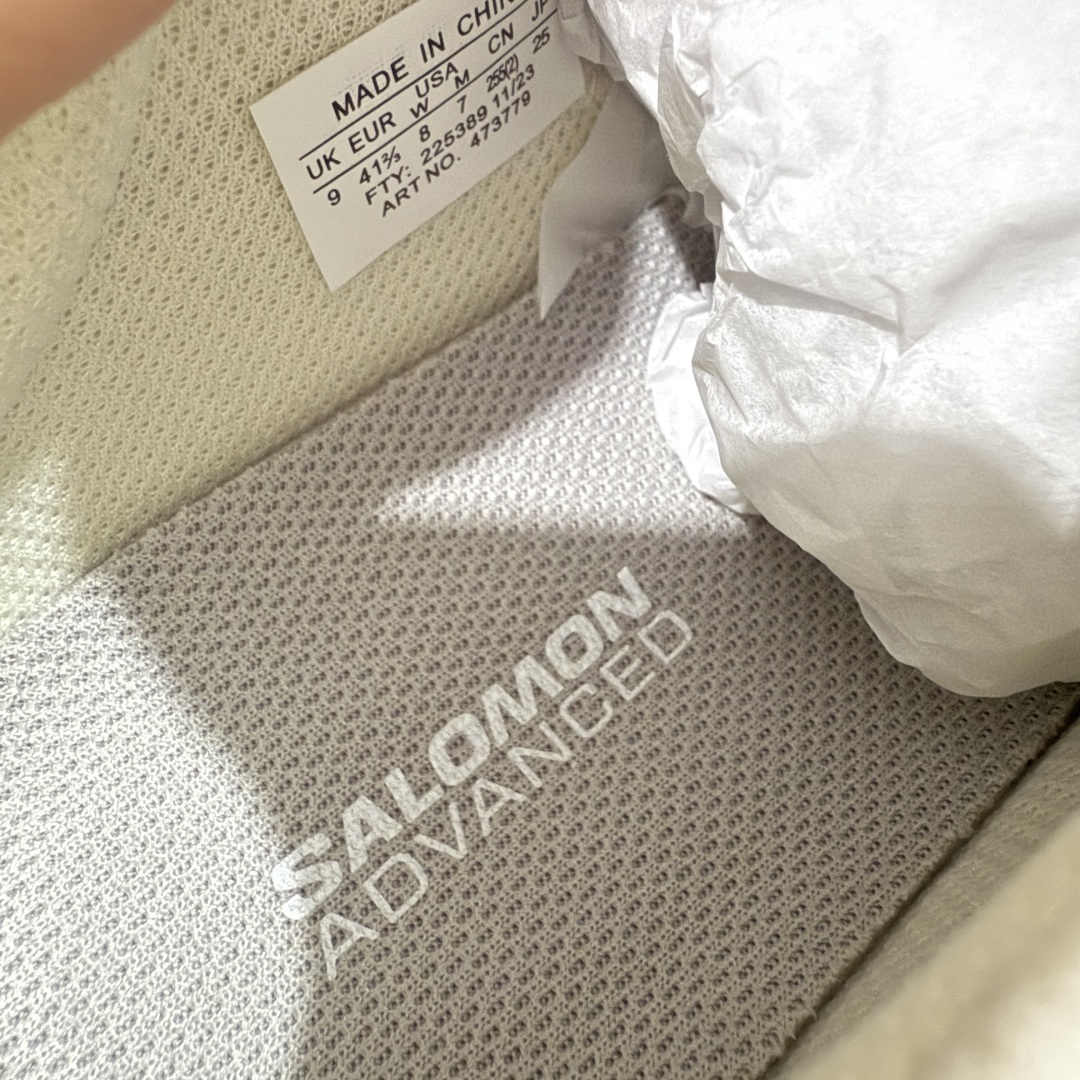 MADE IN CHIN
USA
UK EUR W M CN JP
9 41⅔ 8 7 255(2) 25
FTY: 225389 11/23
ART NO. 473779
SALOMON
ADVANCED